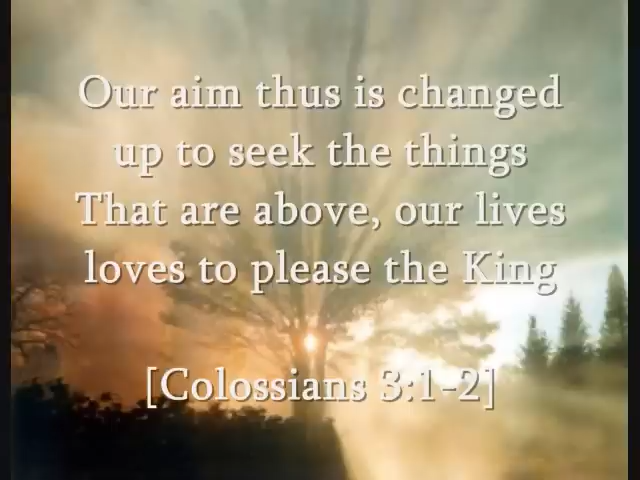 Our aim thus is changed
up to seek the things
That are above, our lives
loves to please the King
[Colossians 3:1-2]